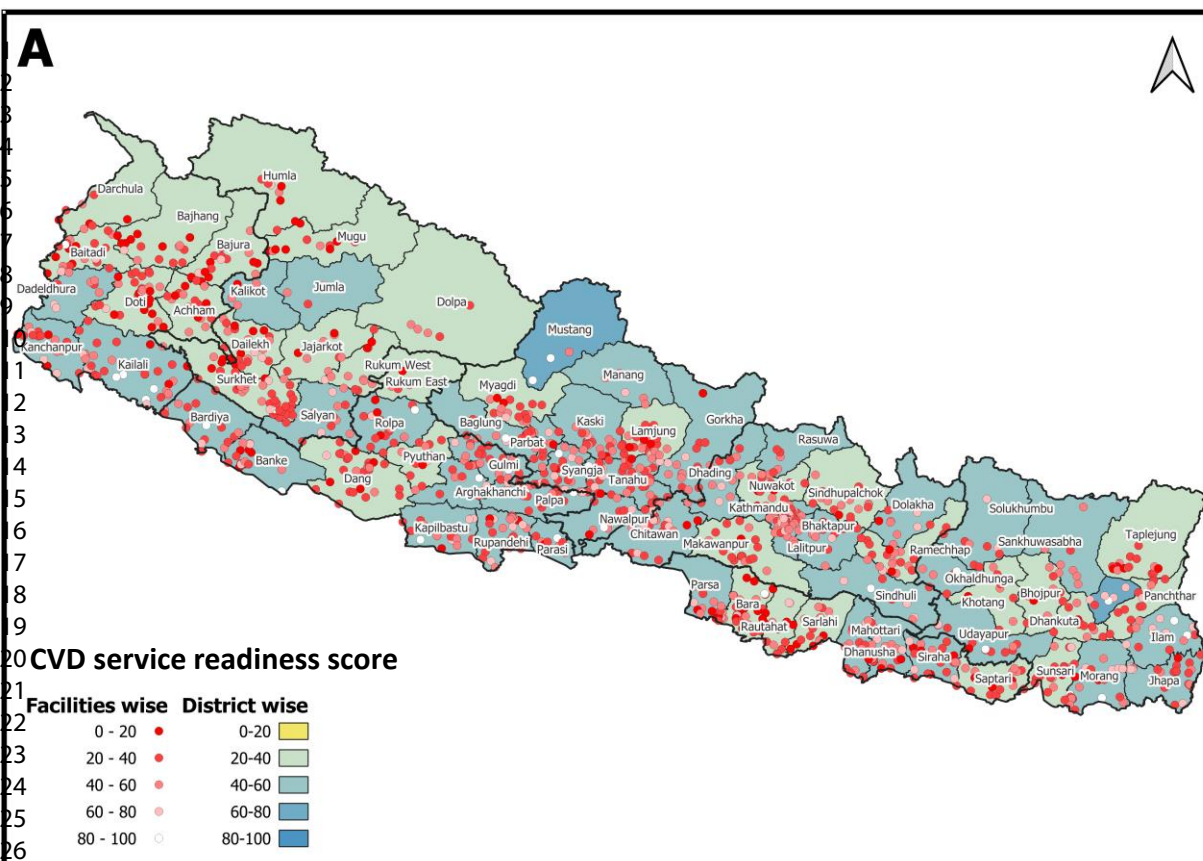 A
1
2
3
4
5
6
7
8
9
0
1
12
13
14
15
16
17
18
19
20
21
22
23
24
25
26
Darchula
Humla
Bajhang
Bajura
Mugu
Baitadi
Dadeldhura
Kalikot
Jumla
Doti
Achham
Dolpa
Mustang
Kanchanpur
Kailali
Dailekh
Jajarkot
Surkhet
Rukum West
Rukum East
Myagdi
Manang
Bardiya
Salyan
Rolpa
Baglung
Kaski
Lamjung
Gorkha
Parbat
Rasuwa
Banke
Pyuthan
Gulmi
Syangja
Tanahu
Dhading
Nuwakot
Sindhupalchok
Dang
Arghakhanchi
Palpa
Kathmandu
Dolakha
Solukhumbu
Kapilbastu
Nawalpur
Bhaktapur
Rupandehi
Parasi
Chitawan
Makawanpur
Lalitpur
Ramechhap
Sankhuwasabha
Taplejung
Okhaldhunga
Parsa
Bara
Sindhuli
Khotang
Bhojpur
Panchthar
Rautahat
Sarlahi
Mahottari
Dhankuta
Udayapur
Ilam
Dhanusha
Siraha
Saptari
Sunsari
Morang
Jhapa
CVD service readiness score
Facilities wise District wise
0 - 20 0-20
20 - 40 20-40
40 - 60 40-60
60 - 80 60-80
80 - 100 80-100